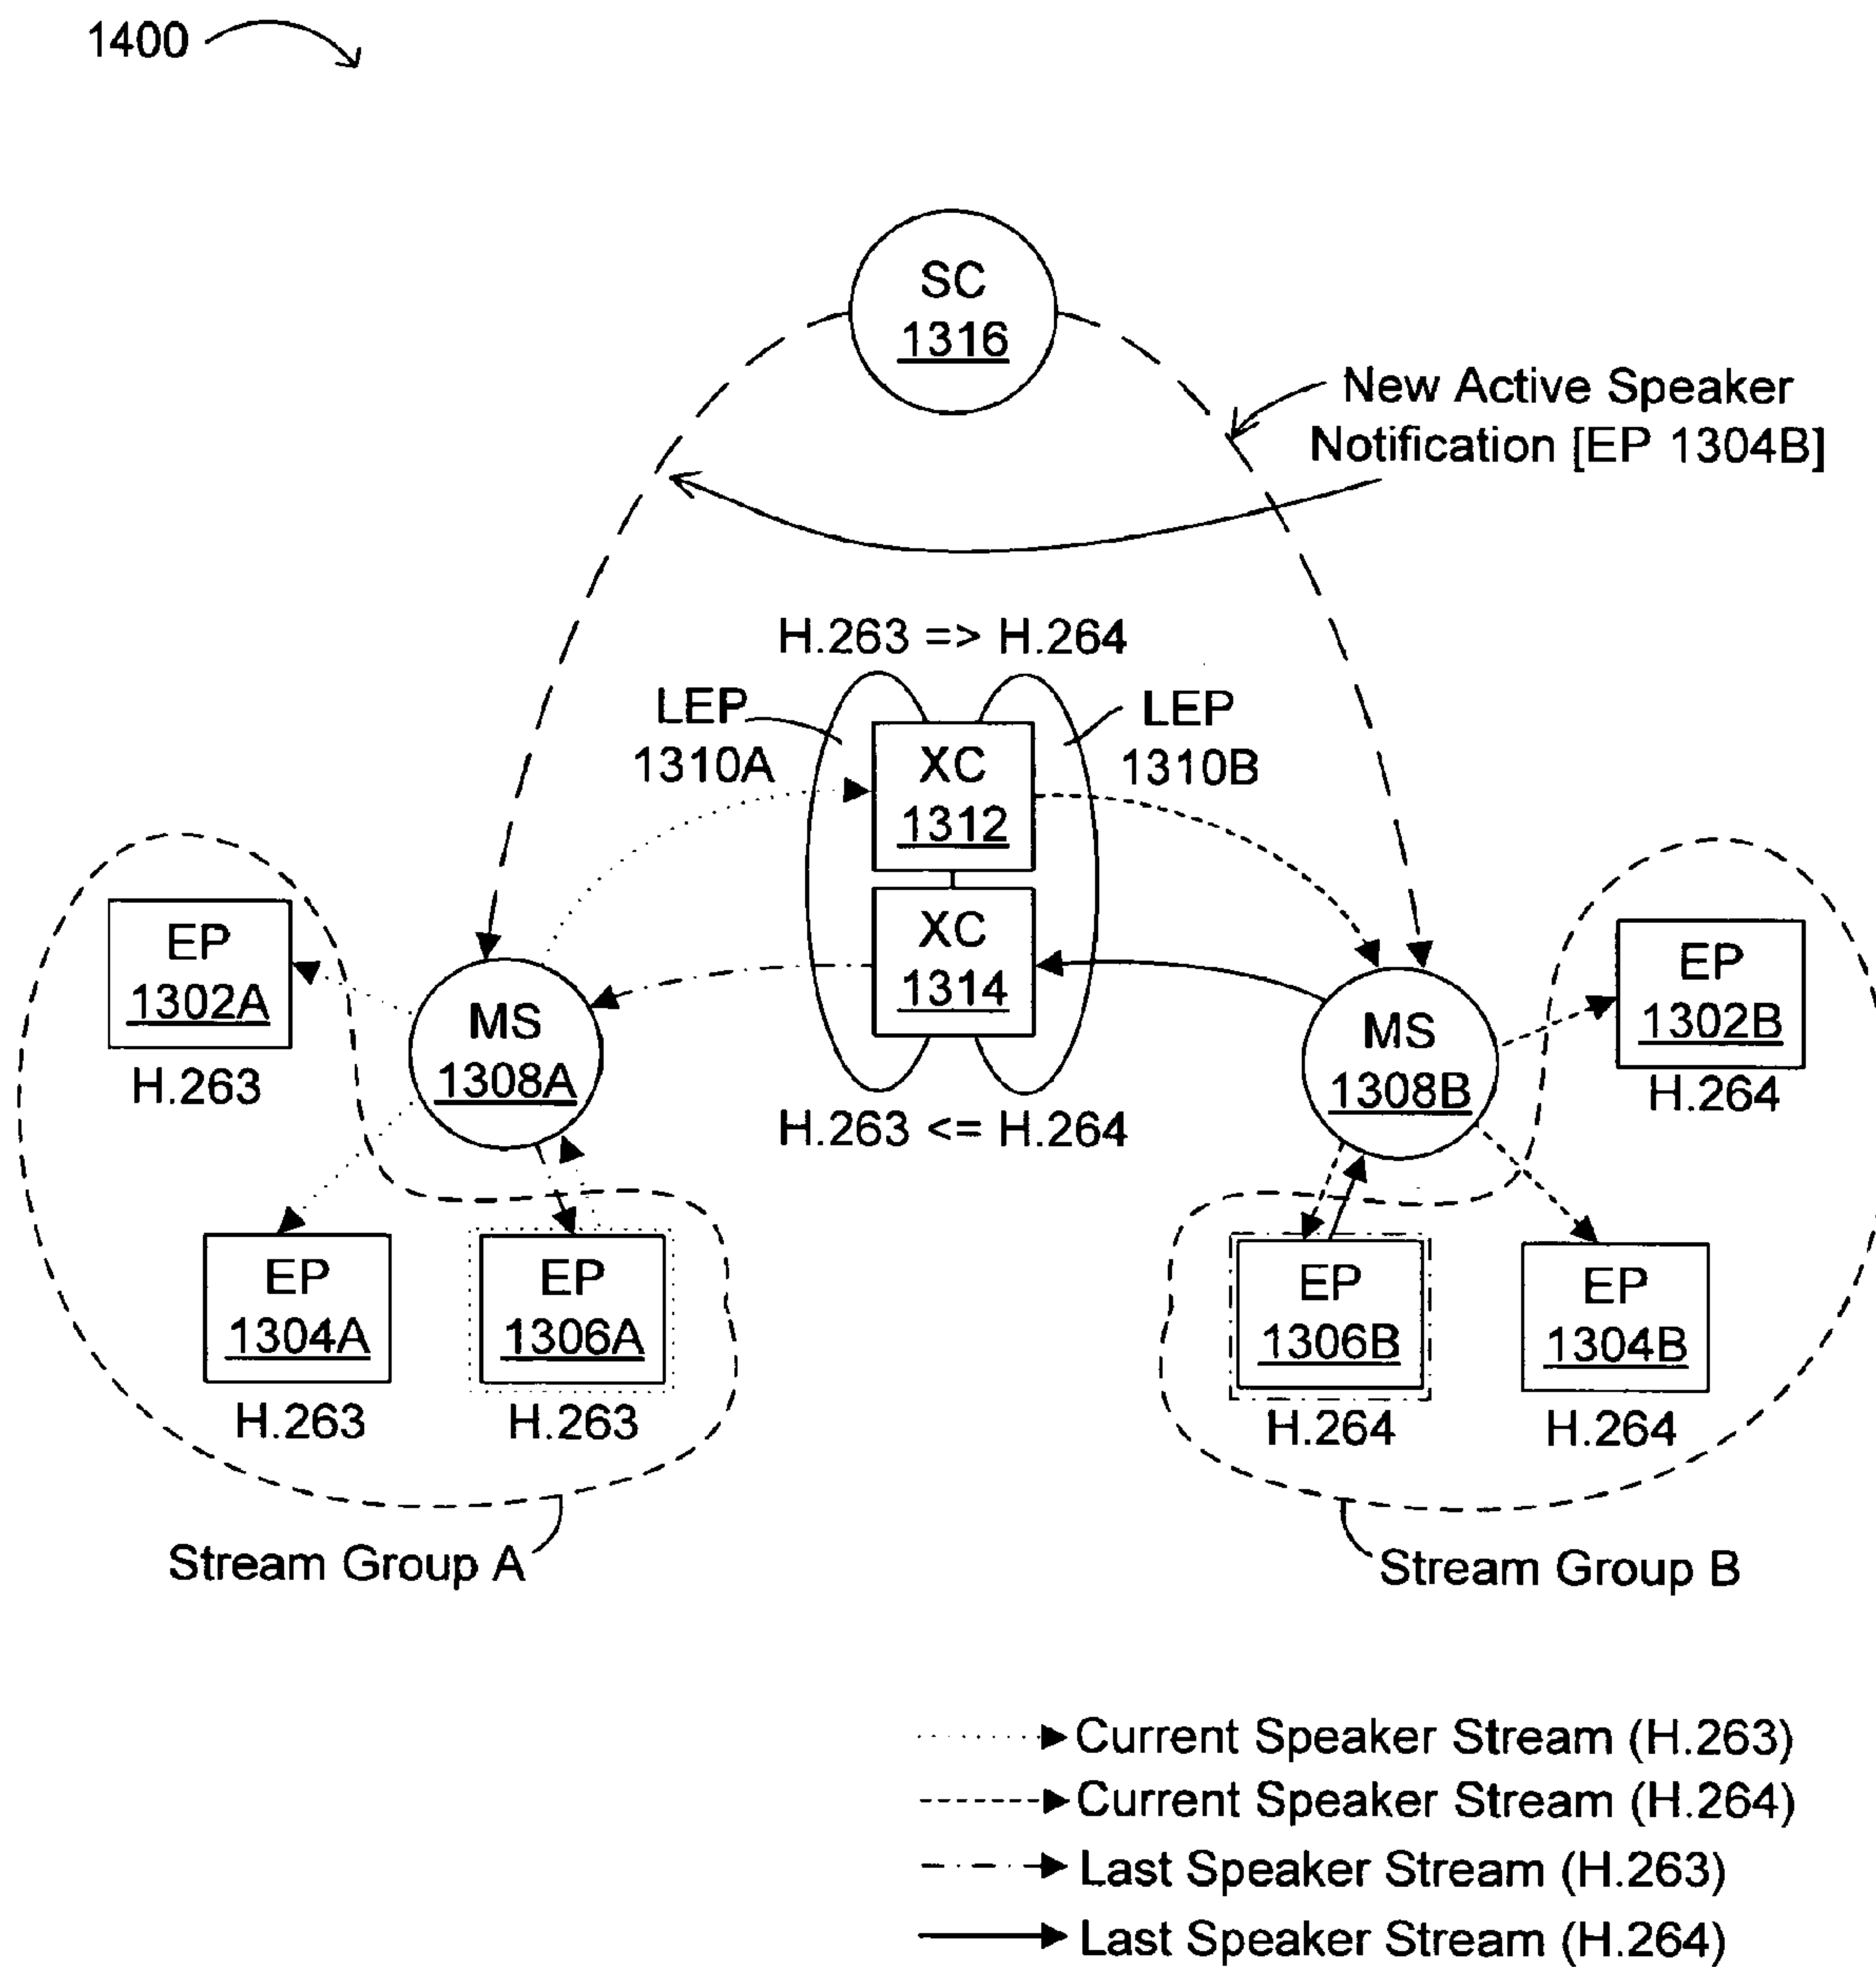 1400
SC
1316
New Active Speaker
Notification [EP 1304B]
H.263 => H.264
LEP
1310A
LEP
1310B
XC
1312
XC
1314
H.263 <= H.264
EP
1302A
H.263
MS
1308A
EP
1304A
H.263
EP
1306A
H.263
MS
1308B
EP
1302B
H.264
EP
1306B
H.264
EP
1304B
H.264
Stream Group A
Stream Group B
Current Speaker Stream (H.263)
Current Speaker Stream (H.264)
Last Speaker Stream (H.263)
Last Speaker Stream (H.264)